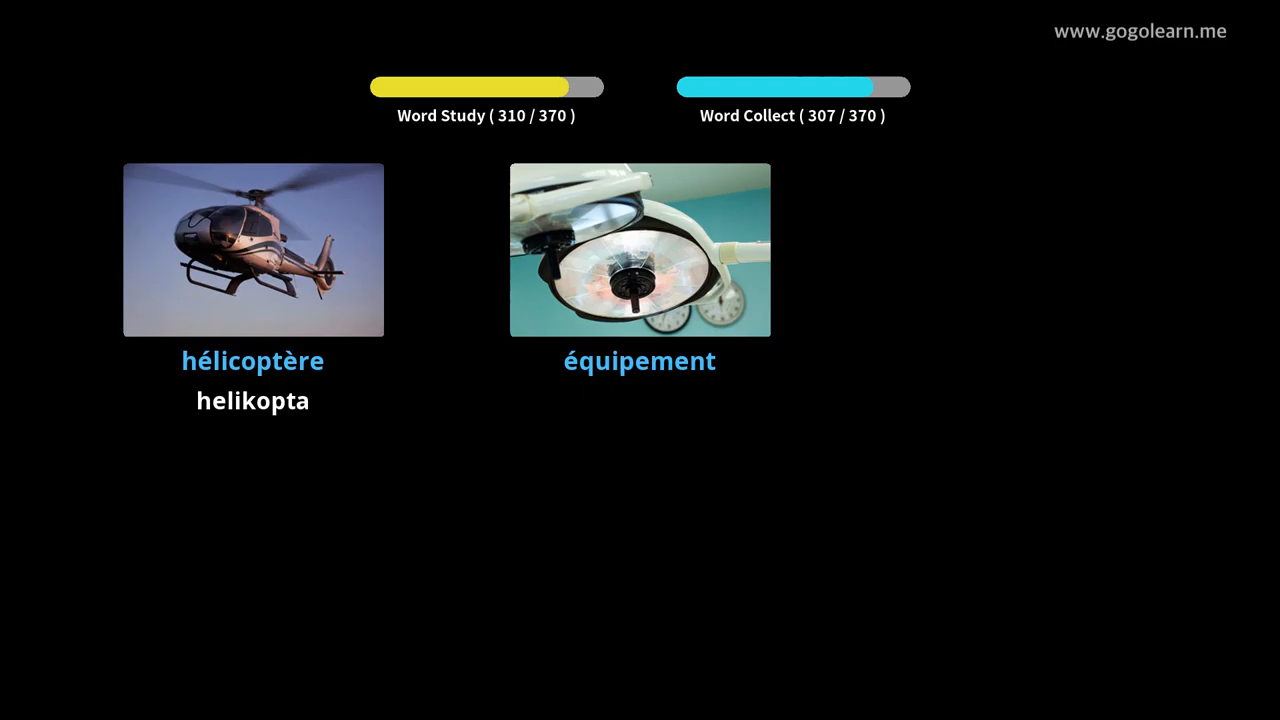 www.gogolearn.me
Word Study ( 310 / 370 )
Word Collect ( 307 / 370 )
hélicoptère
équipement
helikopta